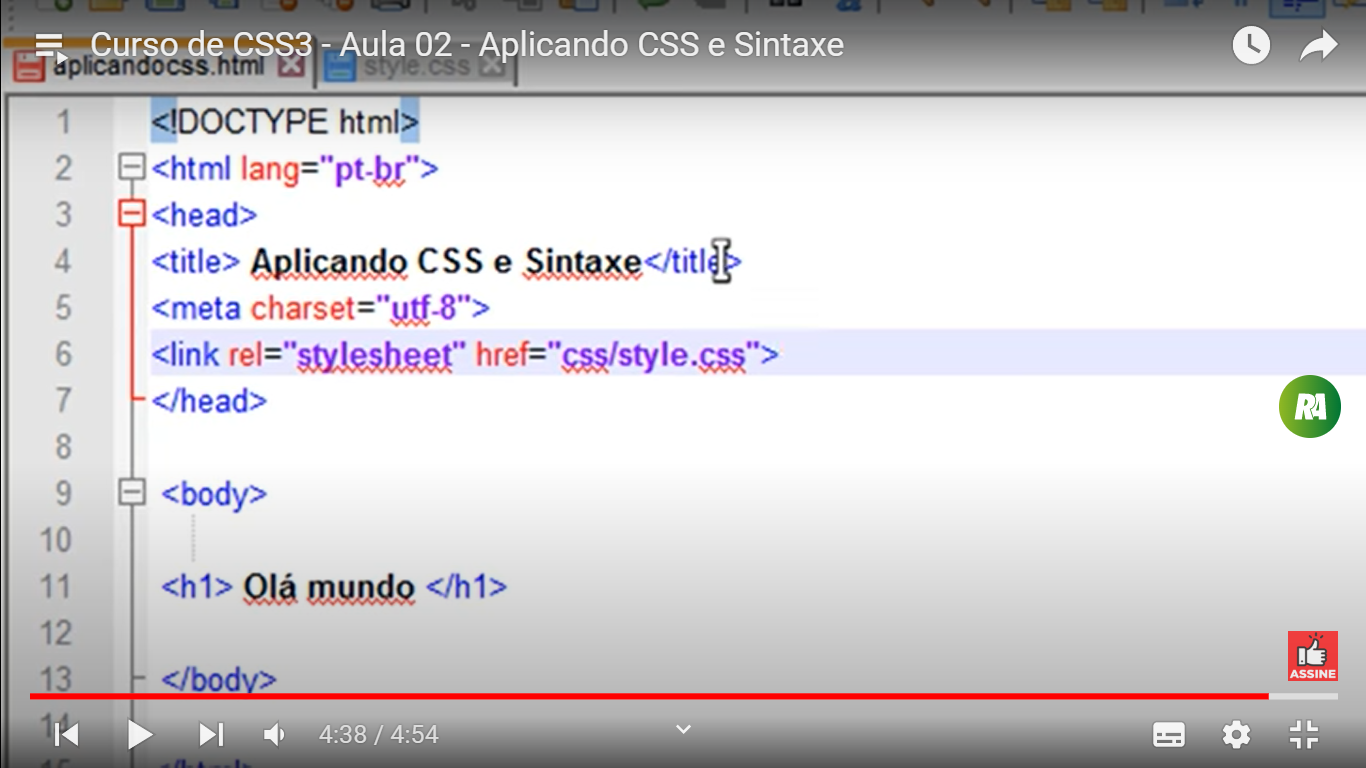 Curso de CSS3 - Aula 02 - Aplicando CSS e Sintaxe
aplicandocss.html style.css
1 <!DOCTYPE html>
2 <html lang="pt-br">
3 <head>
4 <title> Aplicando CSS e Sintaxe</title>
5 <meta charset="utf-8">
6 <link rel="stylesheet" href="css/style.css">
7 </head>
8
9 <body>
10
11 <h1> Olá mundo </h1>
12
13 </body>
14
15 </html>
RA
ASSINE
4:38 / 4:54